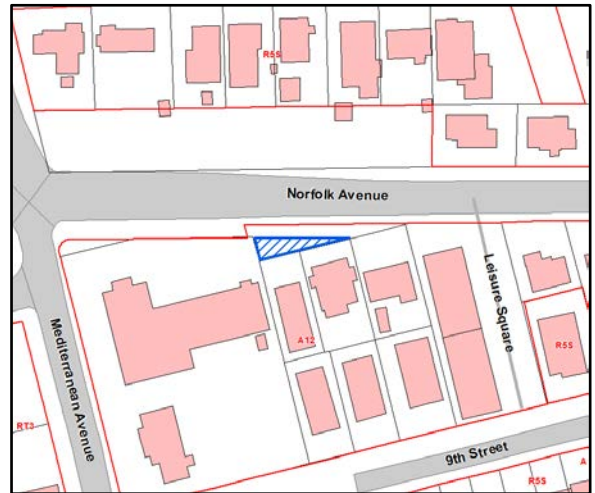 R5S
Norfolk Avenue
Leisure Square
Mediterranean Avenue
A12
R5S
RT3
9th Street
A
R5S